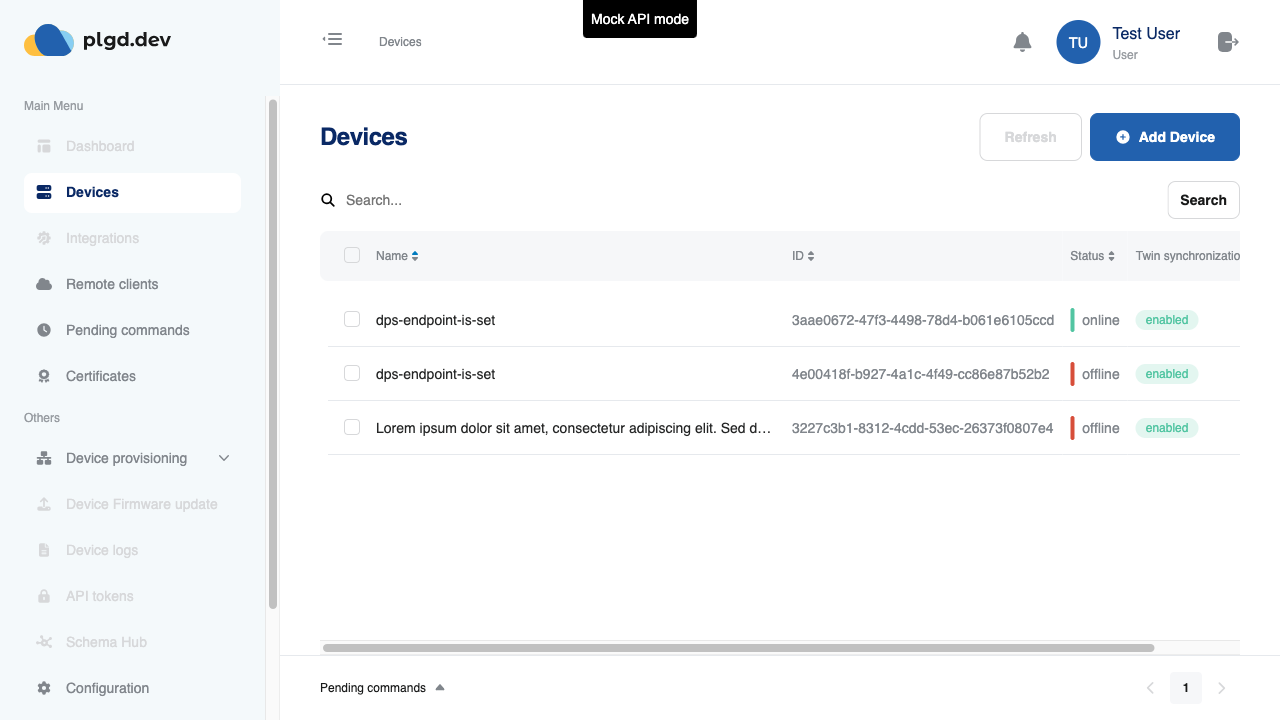 Mock API mode
plgd.dev
Devices
TU
Test User
User
Main Menu
Dashboard
Devices
Integrations
Remote clients
Pending commands
Certificates
Others
Device provisioning
Device Firmware update
Device logs
API tokens
Schema Hub
Configuration
Devices
Refresh
Add Device
Search...
Search
Name ID Status Twin synchronizatio
dps-endpoint-is-set 3aae0672-47f3-4498-78d4-b061e6105ccd online enabled
dps-endpoint-is-set 4e00418f-b927-4a1c-4f49-cc86e87b52b2 offline enabled
Lorem ipsum dolor sit amet, consectetur adipiscing elit. Sed d... 3227c3b1-8312-4cdd-53ec-26373f0807e4 offline enabled
Pending commands
1